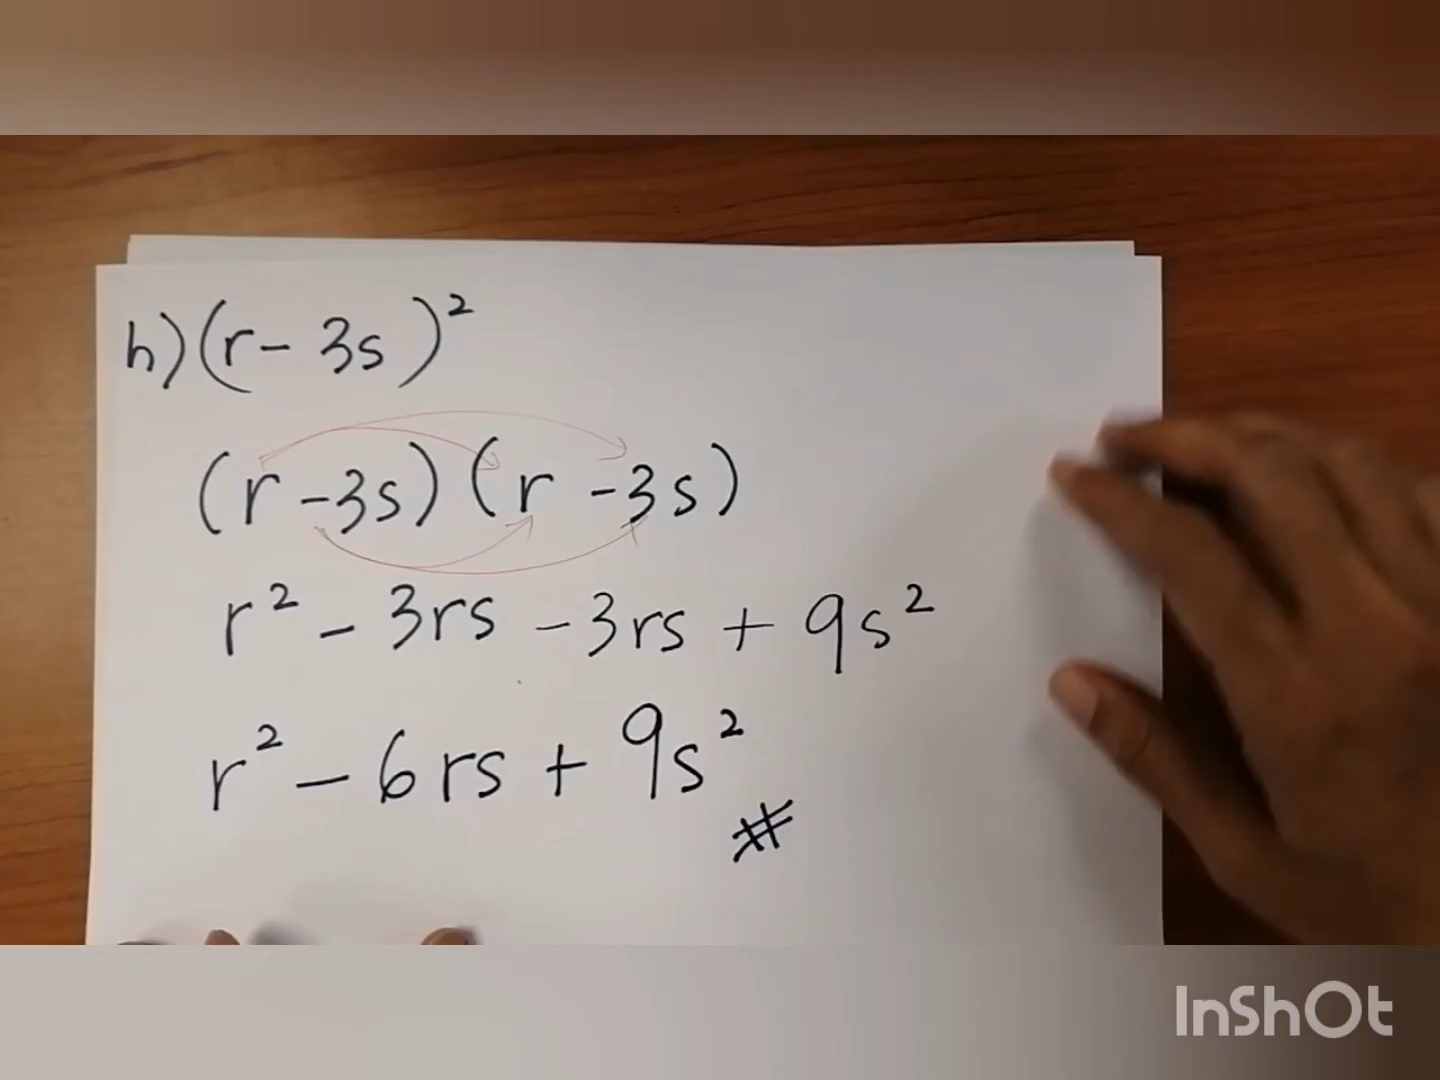 h) (r - 3s)²
(r - 3s) (r - 3s)
r² - 3rs - 3rs + 9s²
r² - 6rs + 9s²
#
InShOt